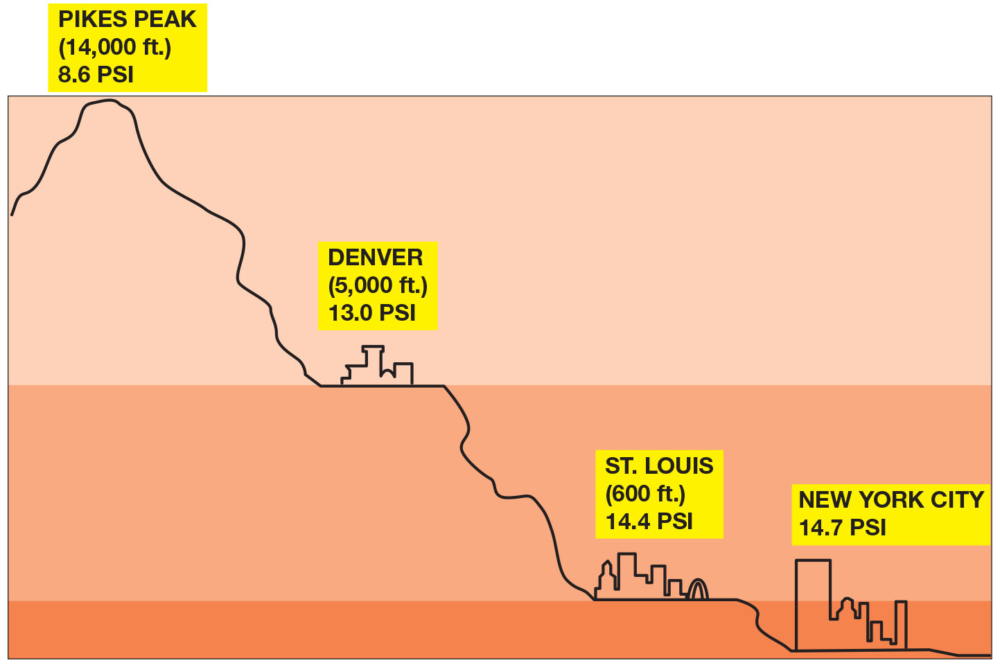 PIKES PEAK
(14,000 ft.)
8.6 PSI
DENVER
(5,000 ft.)
13.0 PSI
ST. LOUIS
(600 ft.)
14.4 PSI
NEW YORK CITY
14.7 PSI